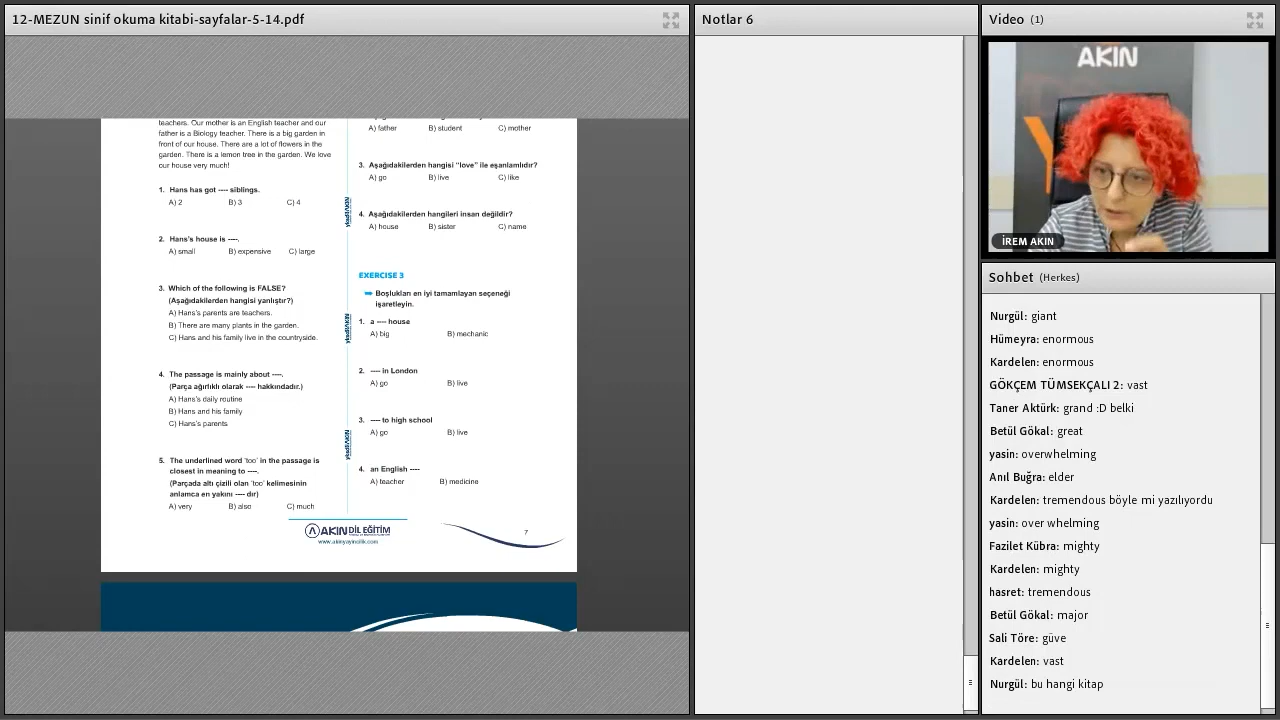 12-MEZUN sinif okuma kitabi-sayfalar-5-14.pdf
teachers. Our mother is an English teacher and our
father is a Biology teacher. There is a big garden in
front of our house. There are a lot of flowers in the
garden. There is a lemon tree in the garden. We love
our house very much!
1. Hans has got ---- siblings.
A) 2 B) 3 C) 4
2. Hans's house is ----.
A) small B) expensive C) large
3. Which of the following is FALSE?
(Aşağıdakilerden hangisi yanlıştır?)
A) Hans's parents are teachers.
B) There are many plants in the garden.
C) Hans and his family live in the countryside.
4. The passage is mainly about ----.
(Parça ağırlıklı olarak ---- hakkındadır.)
A) Hans's daily routine
B) Hans and his family
C) Hans's parents
5. The underlined word 'too' in the passage is
closest in meaning to ----.
(Parçada altı çizili olan 'too' kelimesinin
anlamca en yakını ---- dır)
A) very B) also C) much
A) father B) student C) mother
3. Aşağıdakilerden hangisi “love” ile eşanlamlıdır?
A) go B) live C) like
4. Aşağıdakilerden hangileri insan değildir?
A) house B) sister C) name
EXERCISE 3
Boşlukları en iyi tamamlayan seçeneği
işaretleyin.
1. a ---- house
A) big B) mechanic
2. ---- in London
A) go B) live
3. ---- to high school
A) go B) live
4. an English ----
A) teacher B) medicine
AKIN DİL EĞİTİM
www.akinyayincilik.com
7
Notlar 6
Video (1)
AKIN
İREM AKIN
Sohbet (Herkes)
Nurgül: giant
Hümeyra: enormous
Kardelen: enormous
GÖKÇEM TÜMSEKÇALI 2: vast
Taner Aktürk: grand :D belki
Betül Gökal: great
yasin: overwhelming
Anıl Buğra: elder
Kardelen: tremendous böyle mi yazılıyordu
yasin: over whelming
Fazilet Kübra: mighty
Kardelen: mighty
hasret: tremendous
Betül Gökal: major
Sali Töre: güve
Kardelen: vast
Nurgül: bu hangi kitap